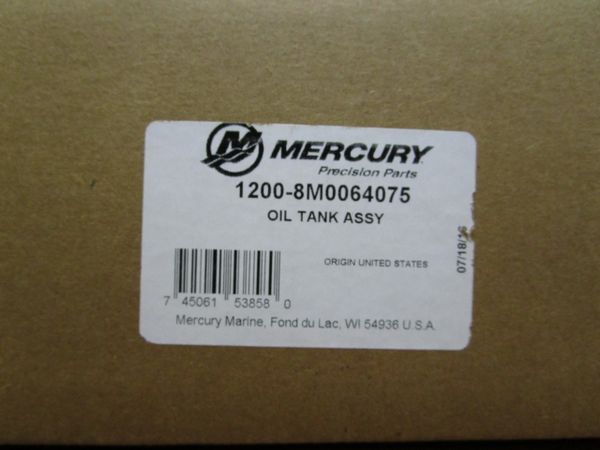 MERCURY
Precision Parts
1200-8M0064075
OIL TANK ASSY
ORIGIN UNITED STATES
7 45061 53858 0
Mercury Marine, Fond du Lac, WI 54936 U.S.A.